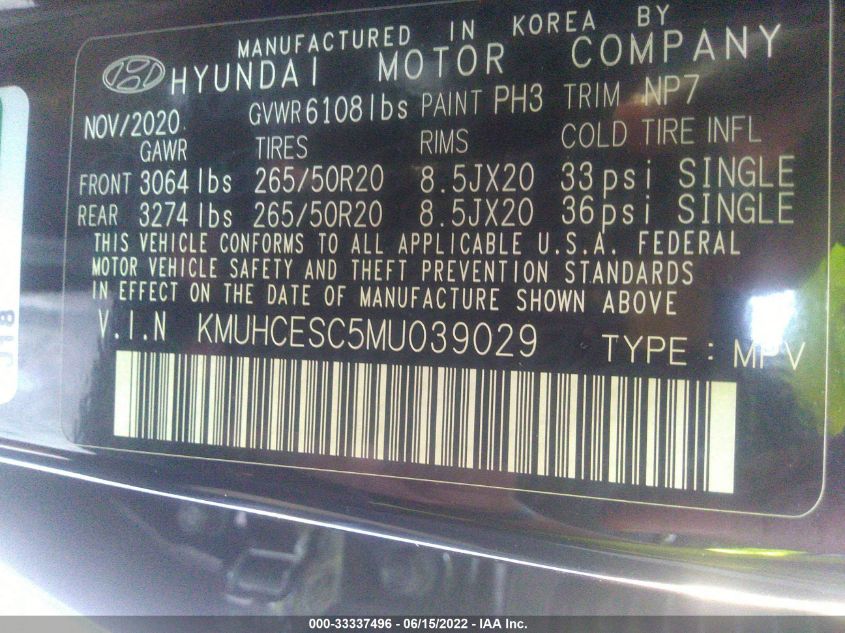 MANUFACTURED IN KOREA BY
HYUNDAI MOTOR COMPANY
NOV/2020 GVWR 6108lbs PAINT PH3 TRIM NP7
GAWR TIRES RIMS COLD TIRE INFL
FRONT 3064 lbs 265/50R20 8.5JX20 33psi SINGLE
REAR 3274 lbs 265/50R20 8.5JX20 36psi SINGLE
THIS VEHICLE CONFORMS TO ALL APPLICABLE U.S.A. FEDERAL
MOTOR VEHICLE SAFETY AND THEFT PREVENTION STANDARDS
IN EFFECT ON THE DATE OF MANUFACTURE SHOWN ABOVE
V.I.N KMUHCESC5MU039029 TYPE : MPV
000-33337496 - 06/15/2022 - IAA Inc.